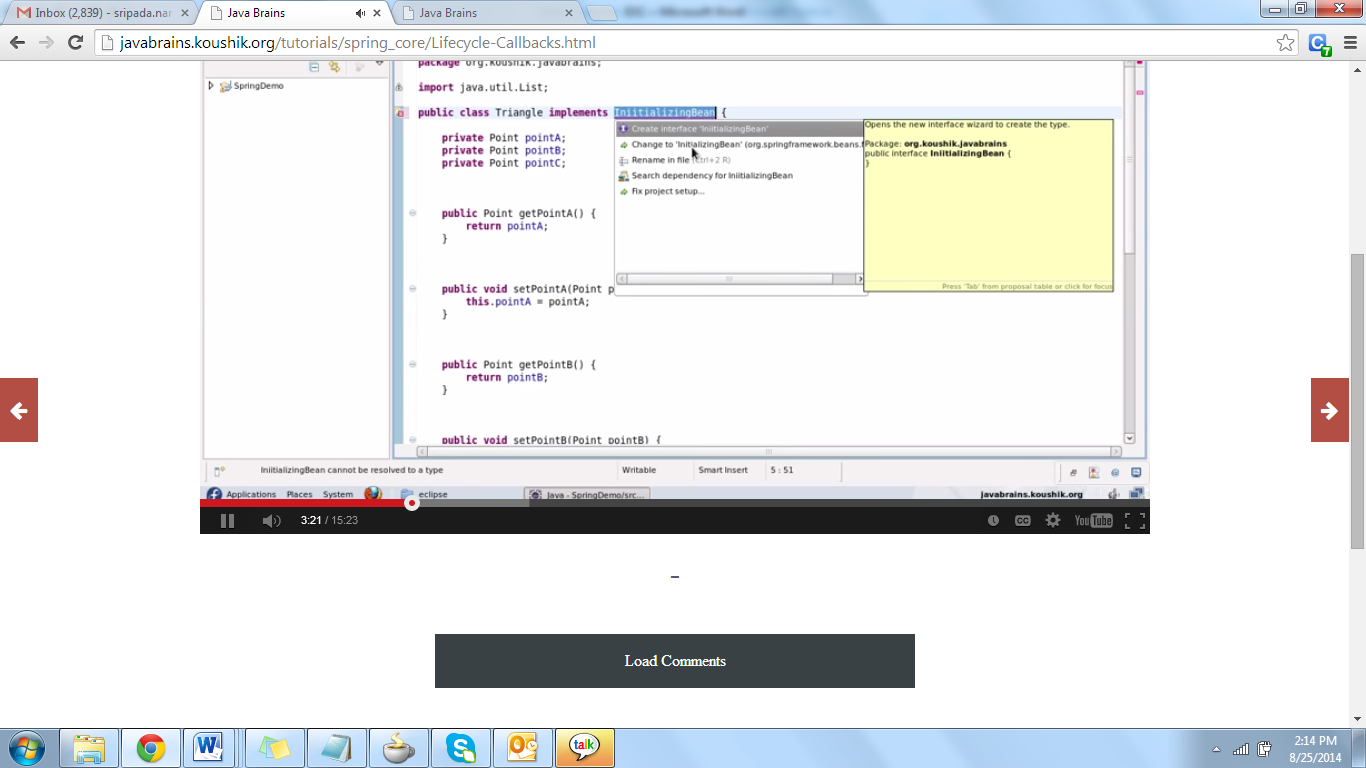 Inbox (2,839) - sripada.nar
Java Brains
Java Brains
javabrains.koushik.org/tutorials/spring_core/Lifecycle-Callbacks.html
SpringDemo
package org.koushik.javabrains;
import java.util.List;
public class Triangle implements IniitializingBean {
private Point pointA;
private Point pointB;
private Point pointC;
public Point getPointA() {
return pointA;
}
public void setPointA(Point p
this.pointA = pointA;
}
public Point getPointB() {
return pointB;
}
public void setPointB(Point pointB) {
Create interface 'IniitializingBean'
Change to 'InitializingBean' (org.springframework.beans.f
Rename in file (Ctrl+2 R)
Search dependency for IniitializingBean
Fix project setup...
Opens the new interface wizard to create the type.
Package: org.koushik.javabrains
public interface IniitializingBean {
}
Press 'Tab' from proposal table or click for focus
IniitializingBean cannot be resolved to a type
Writable
Smart Insert
5 : 51
Applications Places System
eclipse
Java - SpringDemo/src...
javabrains.koushik.org
3:21 / 15:23
CC
YouTube
–
Load Comments
talk
2:14 PM
8/25/2014